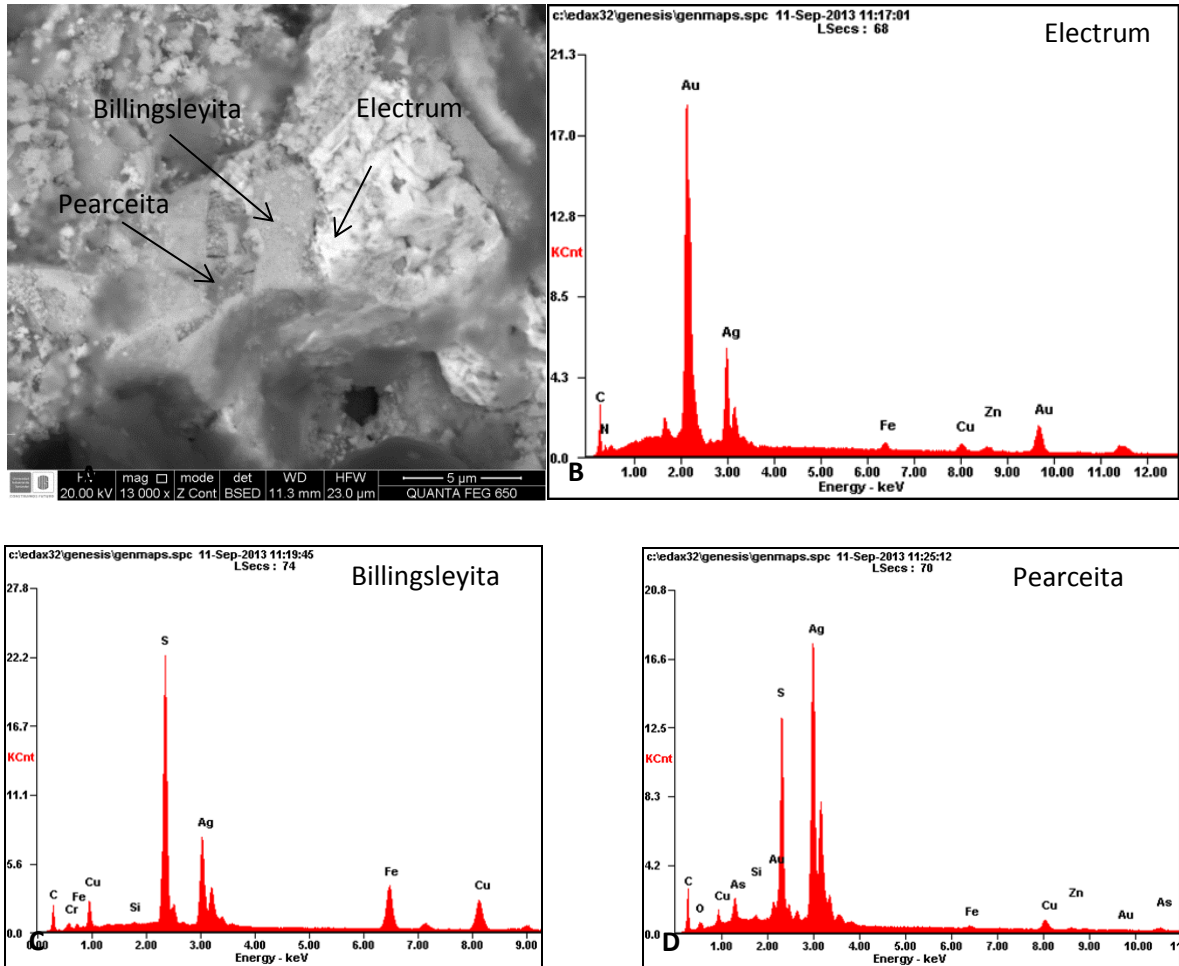 Billingsleyita
Electrum
Pearceita
A
HV mag □ mode det WD HFW 5 µm
20.00 kV 13 000 x Z Cont BSED 11.3 mm 23.0 µm QUANTA FEG 650
c:\edax32\genesis\genmaps.spc 11-Sep-2013 11:17:01
LSecs : 68
Electrum
21.3
17.0
12.8
KCnt
8.5
4.3
0.0
Au
Ag
C
N
Fe
Cu
Zn
Au
1.00 2.00 3.00 4.00 5.00 6.00 7.00 8.00 9.00 10.00 11.00 12.00
Energy - keV
B
c:\edax32\genesis\genmaps.spc 11-Sep-2013 11:19:45
LSecs : 74
Billingsleyita
27.8
22.2
16.7
KCnt
11.1
5.6
0.0
S
Ag
C
Cr
Fe
Cu
Si
Fe
Cu
0.00 1.00 2.00 3.00 4.00 5.00 6.00 7.00 8.00 9.00
Energy - keV
C
c:\edax32\genesis\genmaps.spc 11-Sep-2013 11:25:12
LSecs : 70
Pearceita
20.8
16.6
12.5
KCnt
8.3
4.2
0.0
Ag
S
C
O
Cu
As
Si
Au
Fe
Cu
Zn
Au
As
1.00 2.00 3.00 4.00 5.00 6.00 7.00 8.00 9.00 10.00 11
Energy - keV
D